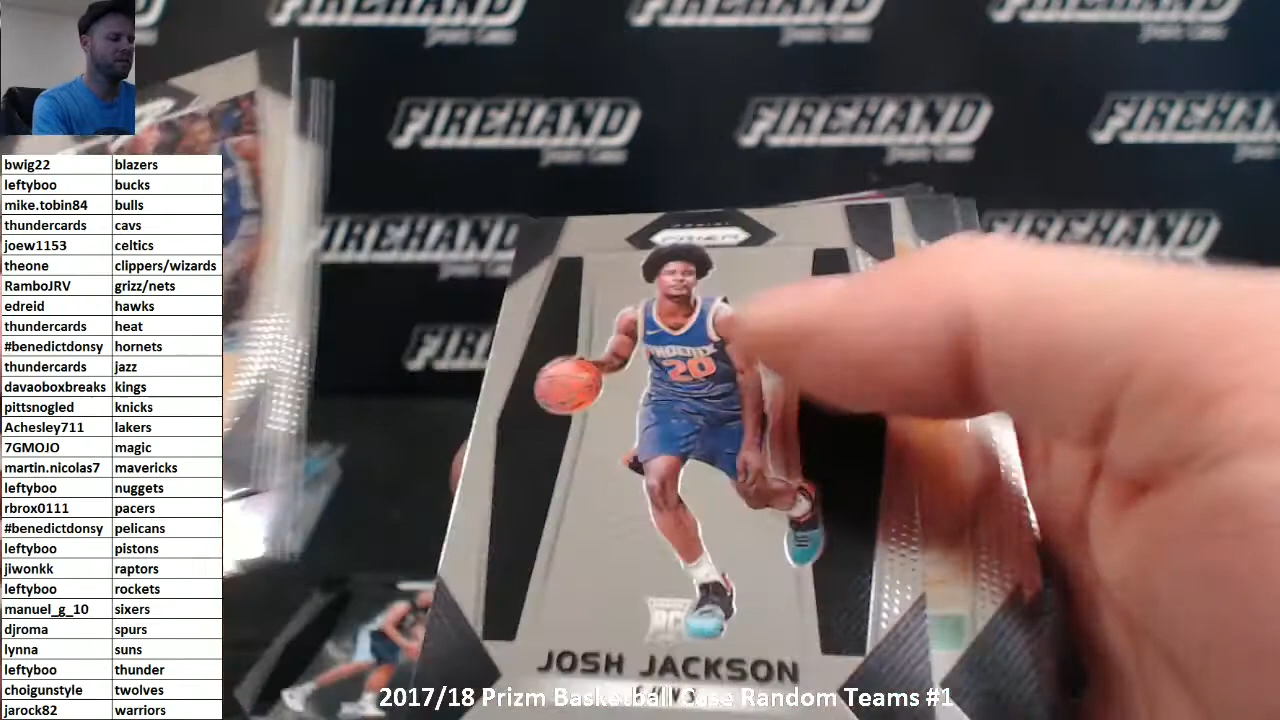 FIREHAND
FIREHAND
FIREHAND
FIREHAND
FIREHAND
FIREHAND
PRIZM
PHOENIX
20
RC
JOSH JACKSON
bwig22 blazers
leftyboo bucks
mike.tobin84 bulls
thundercards cavs
joew1153 celtics
theone clippers/wizards
RamboJRV grizz/nets
edreid hawks
thundercards heat
#benedictdonsy hornets
thundercards jazz
davaoboxbreaks kings
pittsnogled knicks
Achesley711 lakers
7GMOJO magic
martin.nicolas7 mavericks
leftyboo nuggets
rbrox0111 pacers
#benedictdonsy pelicans
leftyboo pistons
jiwonkk raptors
leftyboo rockets
manuel_g_10 sixers
djroma spurs
lynna suns
leftyboo thunder
choigunstyle twolves
jarock82 warriors
2017/18 Prizm Basketball Case Random Teams #1